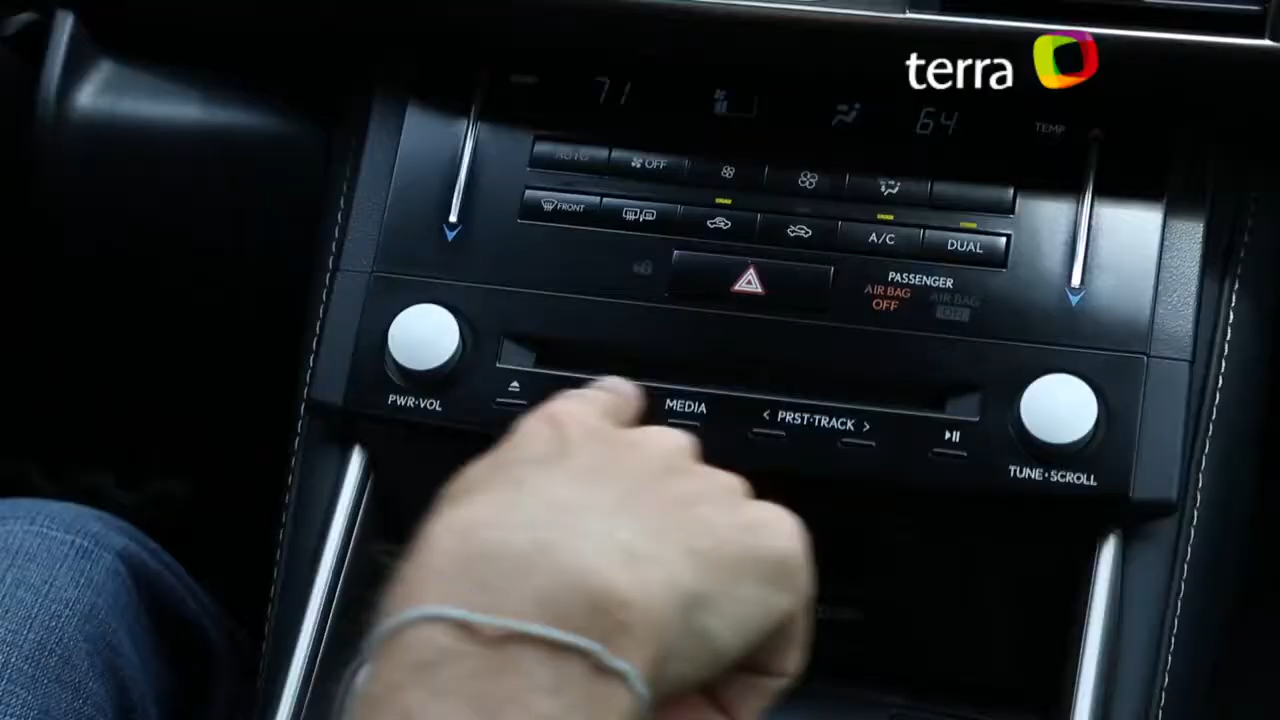 terra
71
64
TEMP
AUTO
OFF
FRONT
A/C
DUAL
PASSENGER
AIR BAG
OFF
AIR BAG
ON
PWR·VOL
MEDIA
< PRST·TRACK >
TUNE·SCROLL